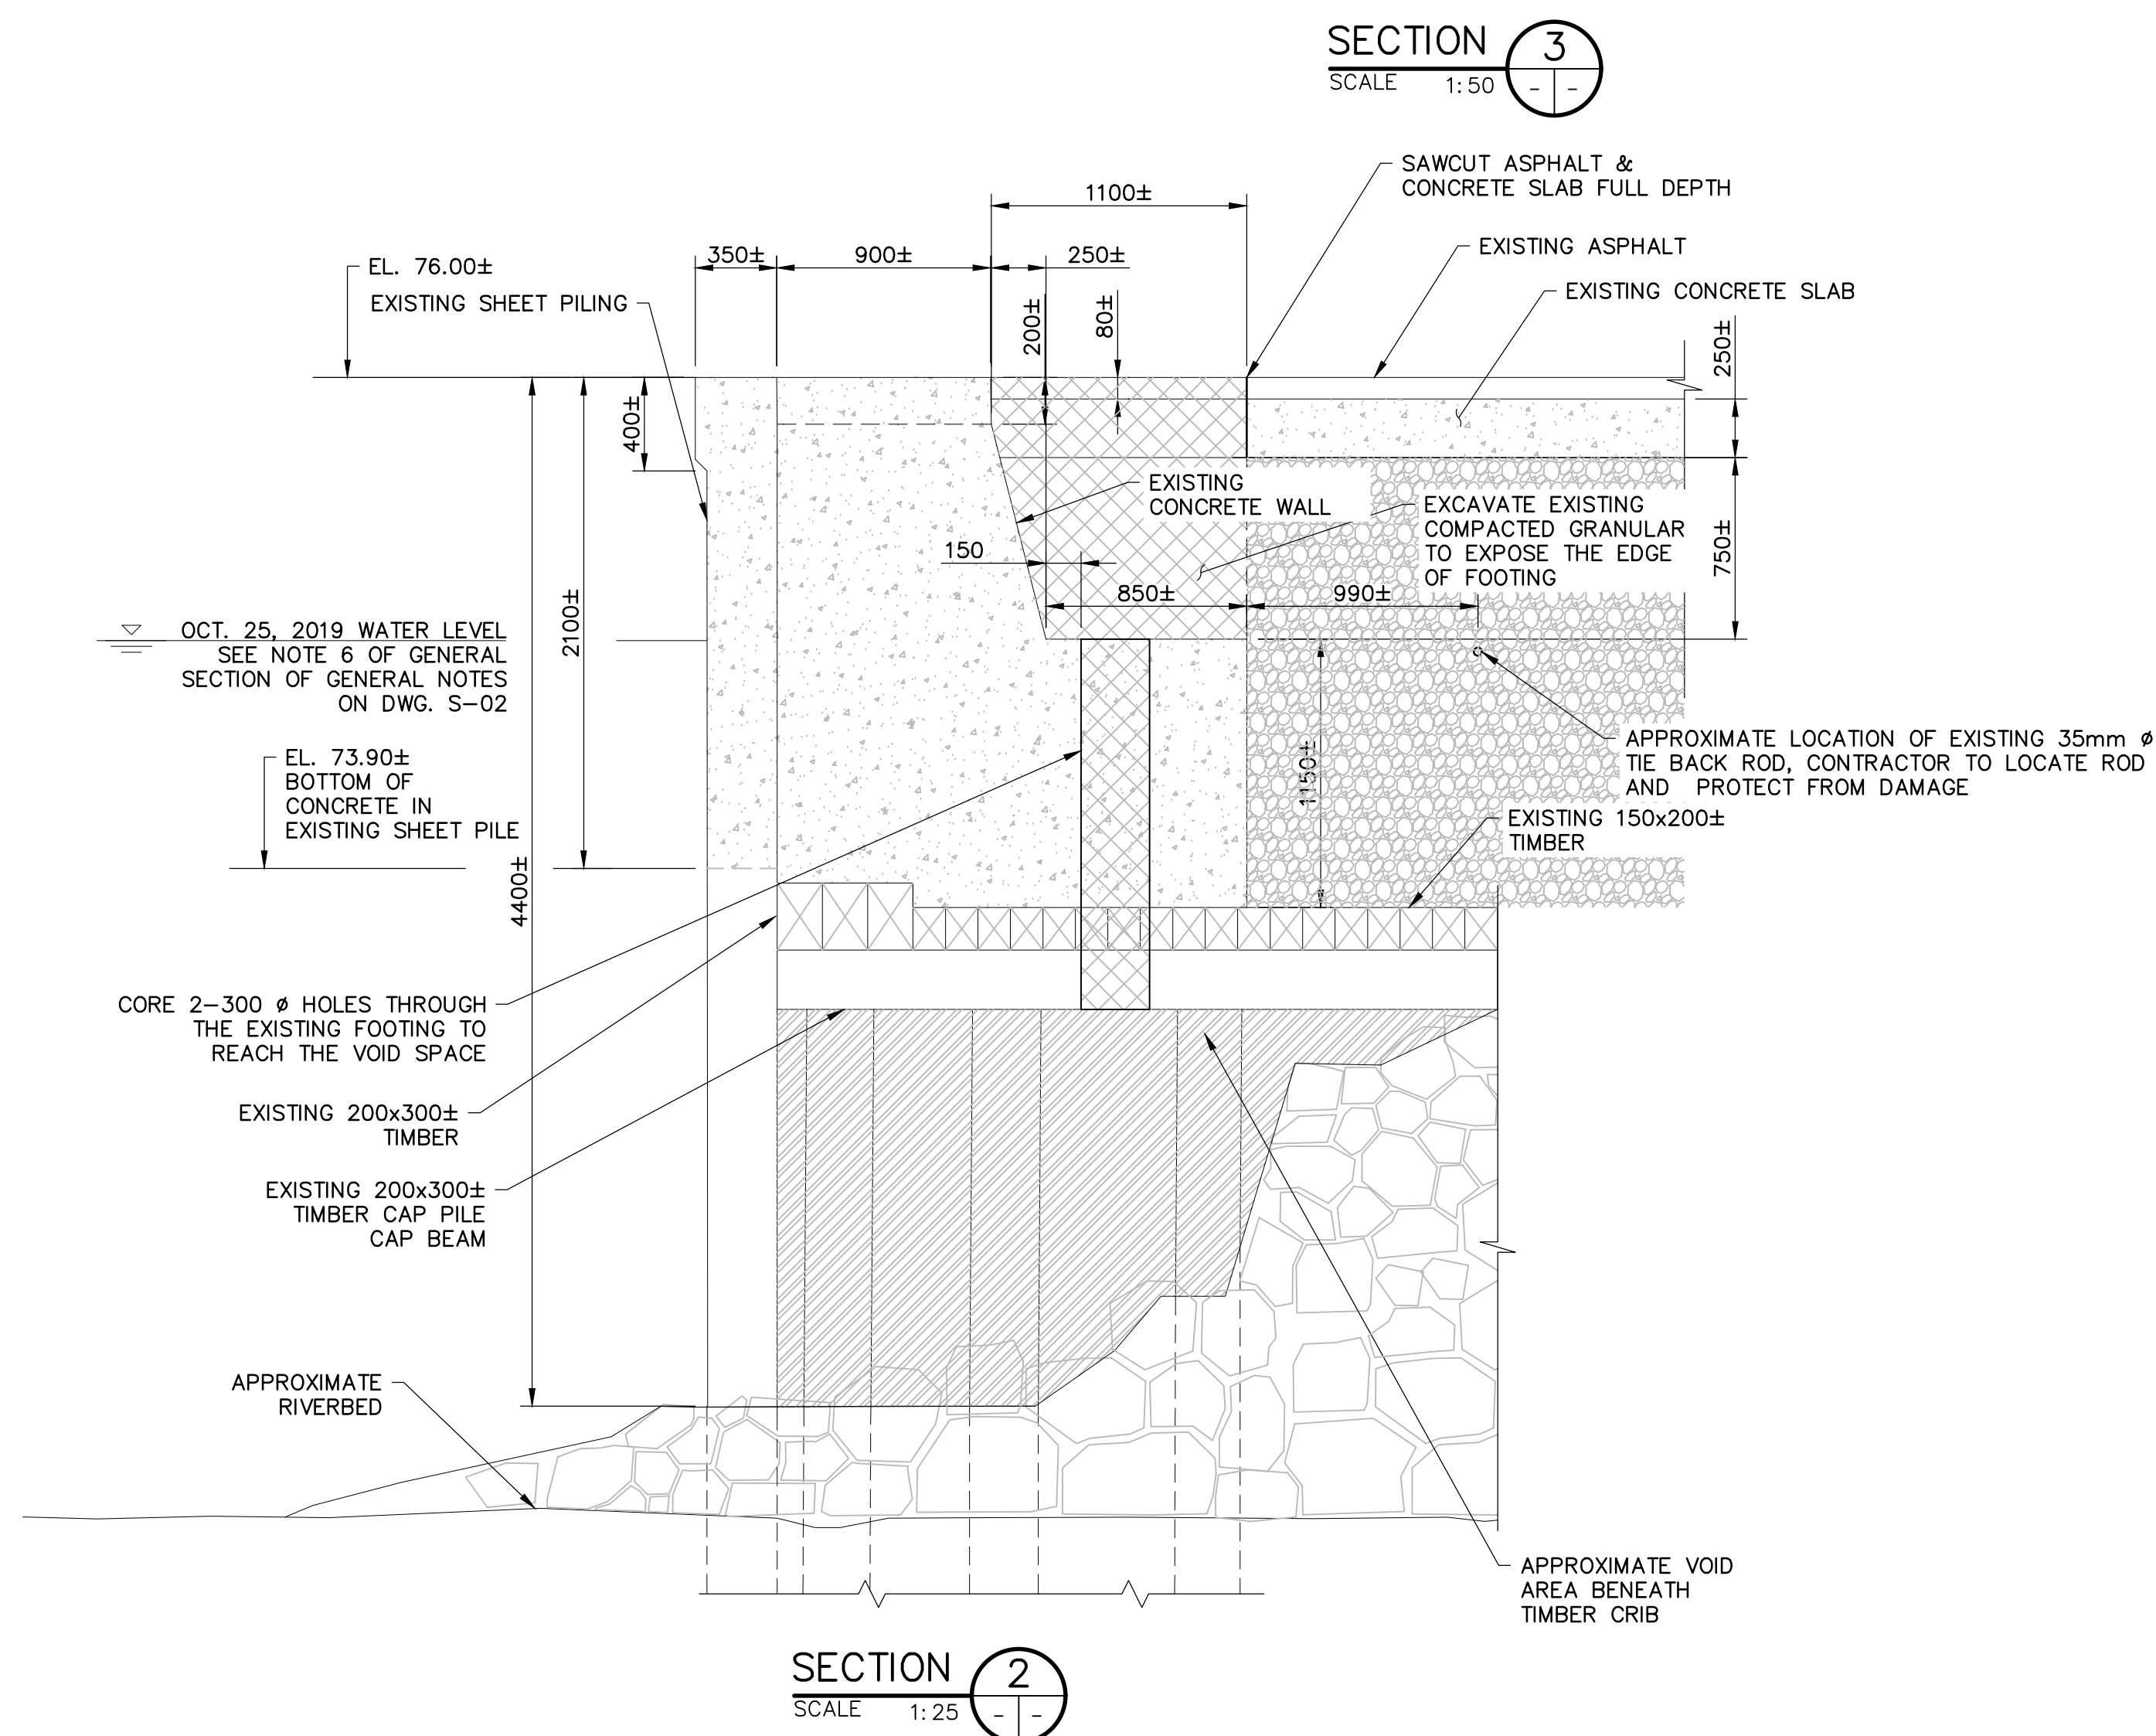 SECTION 3
SCALE 1:50 - -
SAWCUT ASPHALT &
CONCRETE SLAB FULL DEPTH
1100±
EXISTING ASPHALT
350± 900± 250±
EL. 76.00±
EXISTING CONCRETE SLAB
EXISTING SHEET PILING
200±
80±
250±
400±
EXISTING
CONCRETE WALL
EXCAVATE EXISTING
COMPACTED GRANULAR
TO EXPOSE THE EDGE
OF FOOTING
750±
150
850± 990±
2100±
OCT. 25, 2019 WATER LEVEL
SEE NOTE 6 OF GENERAL
SECTION OF GENERAL NOTES
ON DWG. S-02
APPROXIMATE LOCATION OF EXISTING 35mm ø
TIE BACK ROD, CONTRACTOR TO LOCATE ROD
AND PROTECT FROM DAMAGE
1150±
EL. 73.90±
BOTTOM OF
CONCRETE IN
EXISTING SHEET PILE
EXISTING 150x200±
TIMBER
4400±
CORE 2-300 ø HOLES THROUGH
THE EXISTING FOOTING TO
REACH THE VOID SPACE
EXISTING 200x300±
TIMBER
EXISTING 200x300±
TIMBER CAP PILE
CAP BEAM
APPROXIMATE
RIVERBED
APPROXIMATE VOID
AREA BENEATH
TIMBER CRIB
SECTION 2
SCALE 1:25 - -